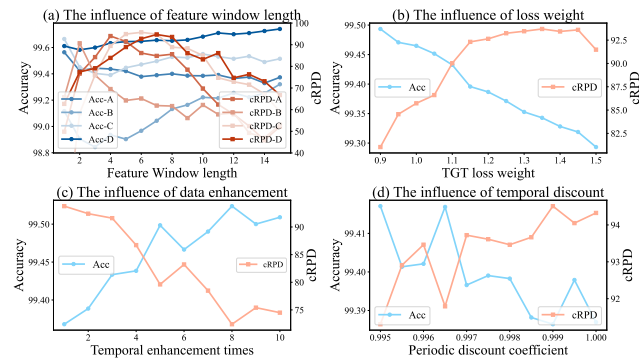 (a) The influence of feature window length
Accuracy
99.6
99.4
99.2
99.0
98.8
100
90
80
70
60
50
40
cRPD
Acc-A
Acc-B
Acc-C
Acc-D
cRPD-A
cRPD-B
cRPD-C
cRPD-D
2 4 6 8 10 12 14
Feature Window length
(b) The influence of loss weight
Accuracy
99.50
99.45
99.40
99.35
99.30
92.5
90.0
87.5
85.0
82.5
cRPD
Acc
cRPD
0.9 1.0 1.1 1.2 1.3 1.4 1.5
TGT loss weight
(c) The influence of data enhancement
Accuracy
99.50
99.40
90
85
80
75
cRPD
Acc
cRPD
2 4 6 8 10
Temporal enhancement times
(d) The influence of temporal discount
Accuracy
99.42
99.41
99.40
99.39
94
93
92
91
cRPD
Acc
cRPD
0.995 0.996 0.997 0.998 0.999 1.000
Periodic discount coefficient